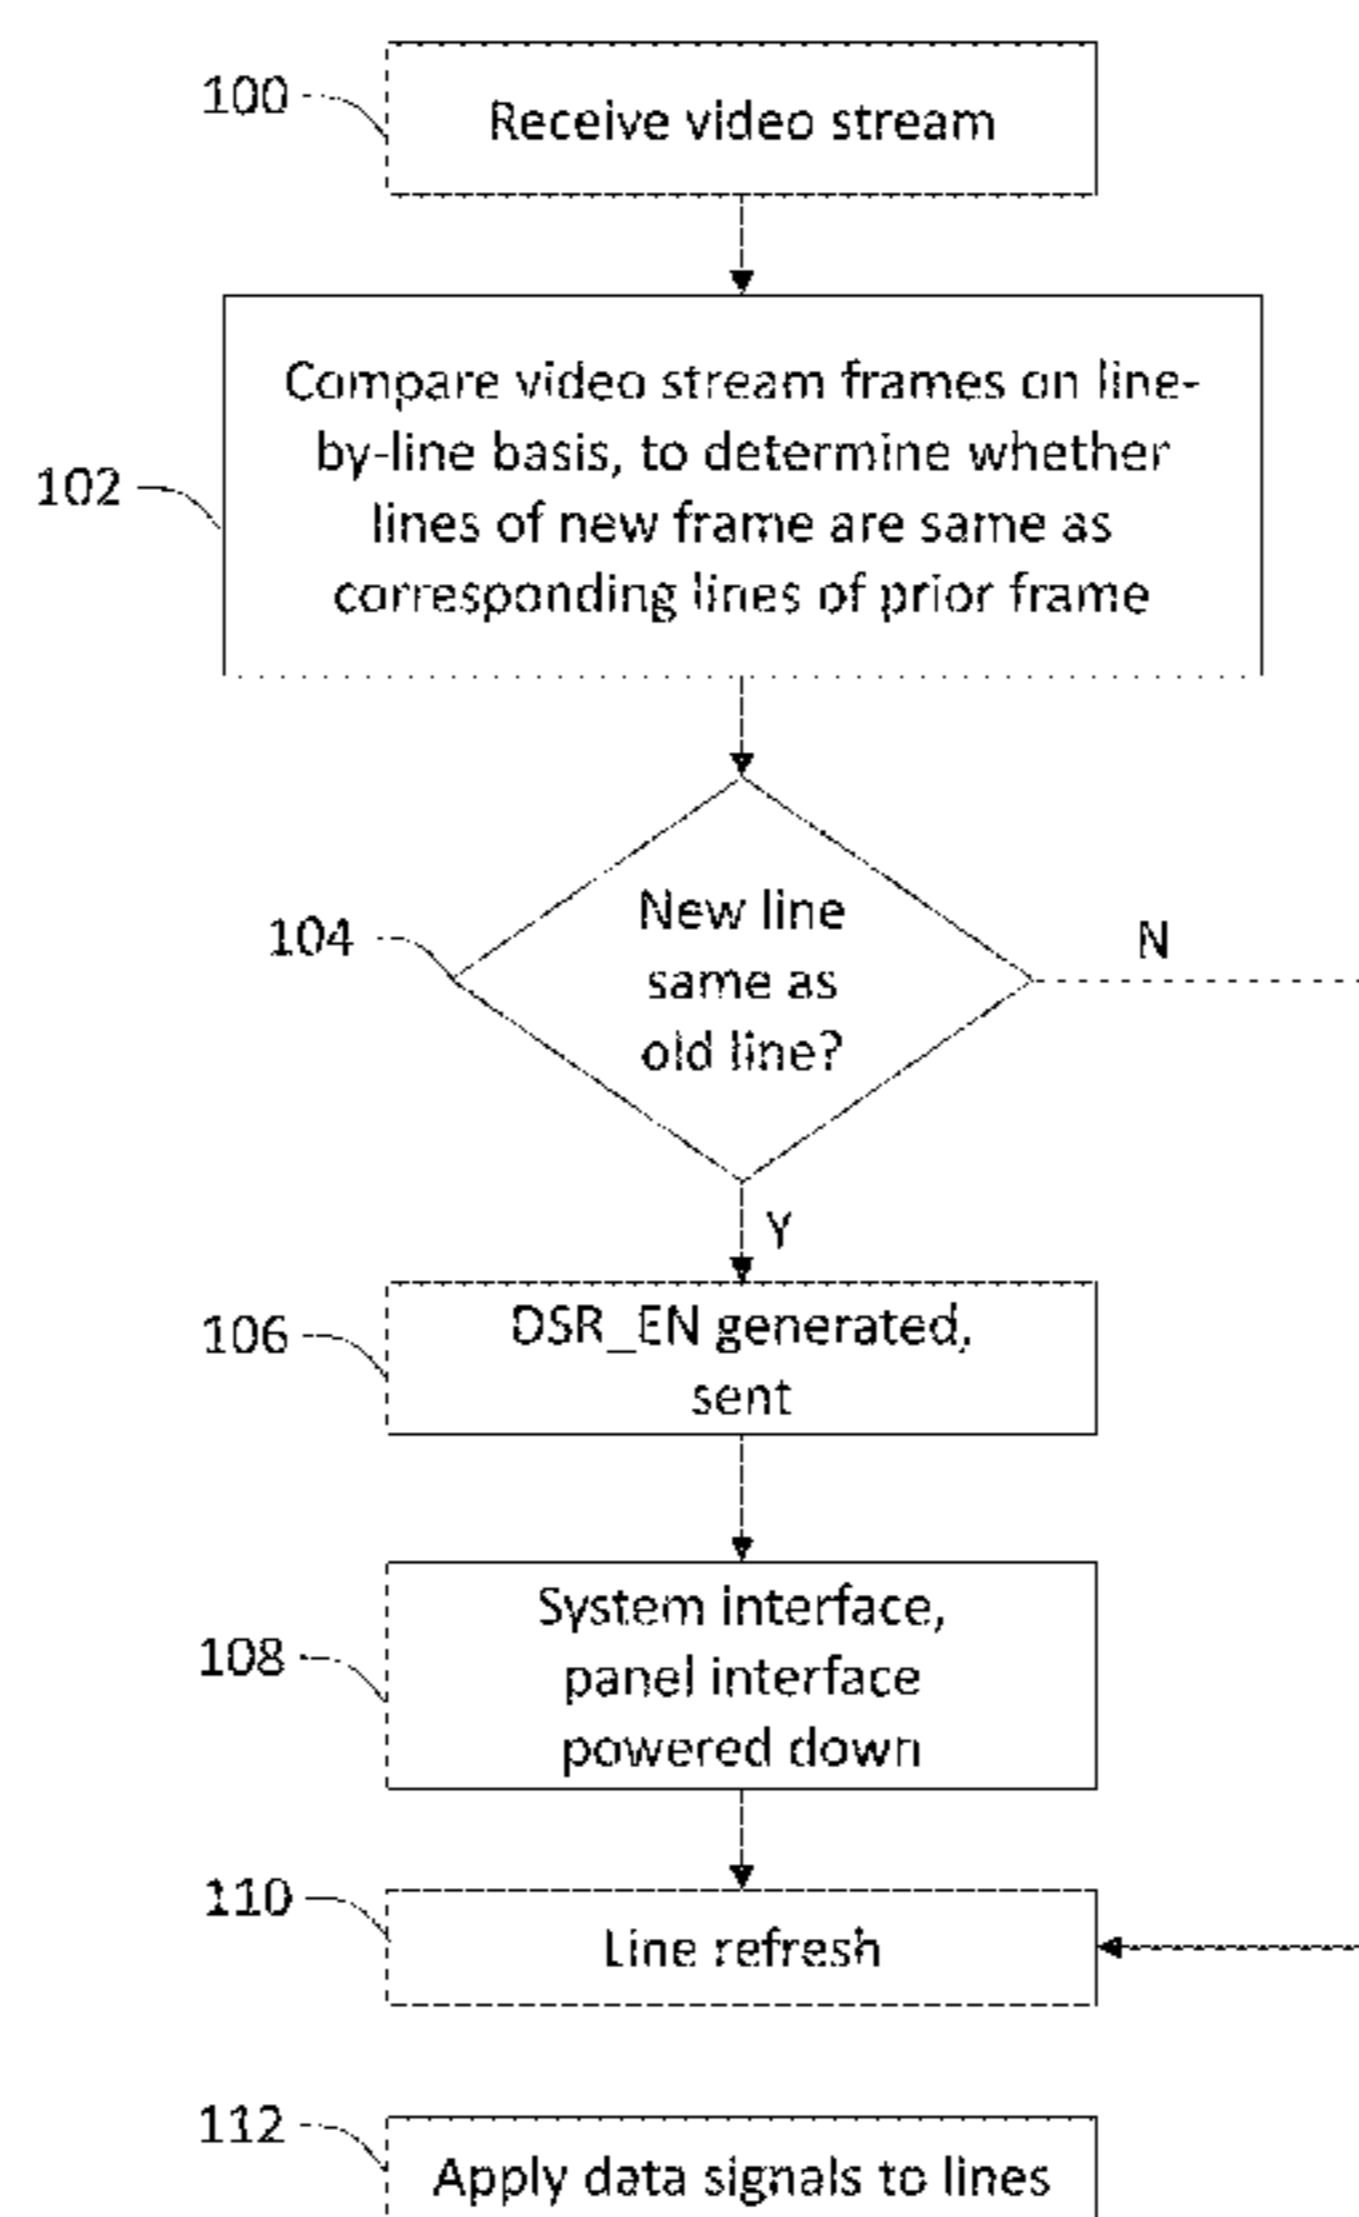 100
Receive video stream
102
Compare video stream frames on line-
by-line basis, to determine whether
lines of new frame are same as
corresponding lines of prior frame
104
New line
same as
old line?
N
Y
106
DSR_EN generated,
sent
108
System interface,
panel interface
powered down
110
Line refresh
112
Apply data signals to lines